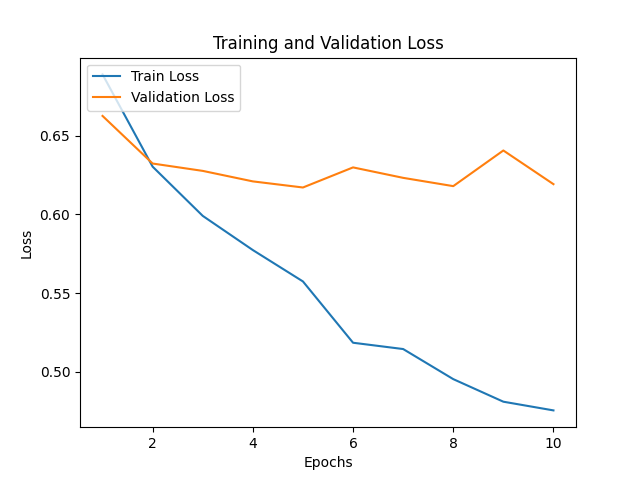 Training and Validation Loss
Train Loss
Validation Loss
0.65
0.60
0.55
0.50
Loss
2
4
6
8
10
Epochs